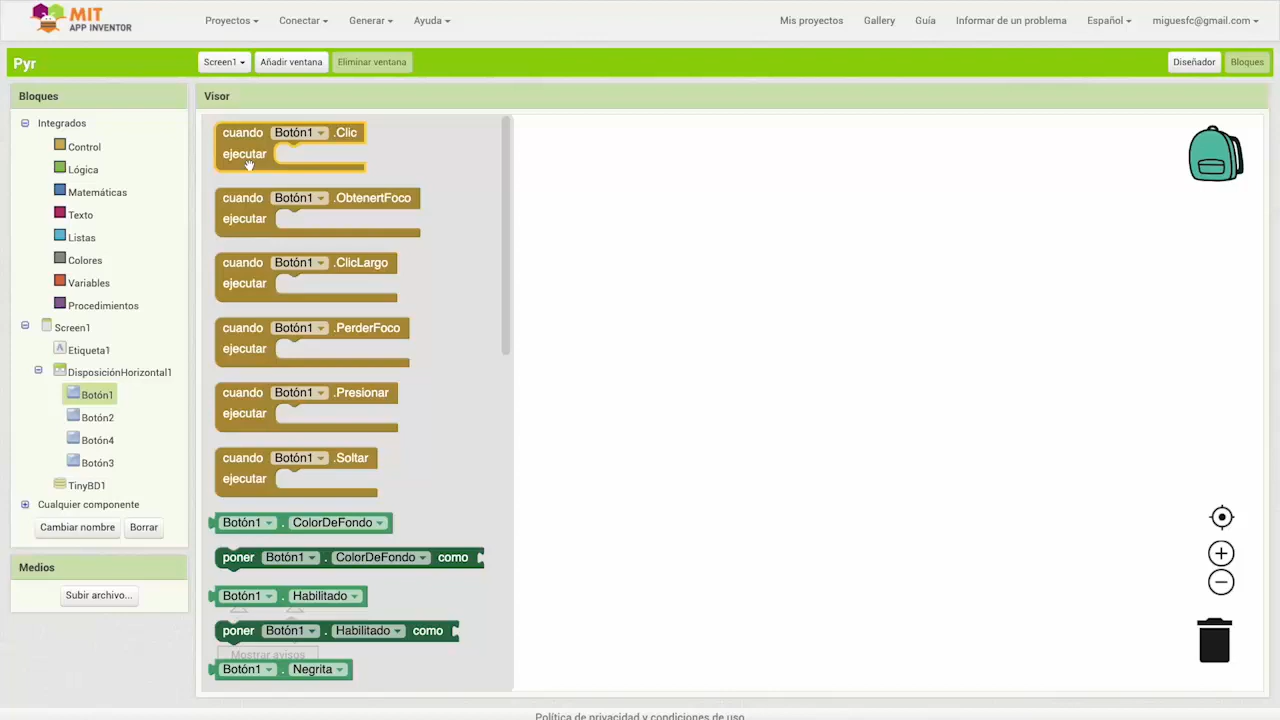 MIT
APP INVENTOR
Proyectos
Conectar
Generar
Ayuda
Mis proyectos
Gallery
Guía
Informar de un problema
Español
miguesfc@gmail.com
Pyr
Screen1
Añadir ventana
Eliminar ventana
Diseñador
Bloques
Bloques
Visor
Integrados
Control
Lógica
Matemáticas
Texto
Listas
Colores
Variables
Procedimientos
Screen1
A Etiqueta1
DisposiciónHorizontal1
Botón1
Botón2
Botón4
Botón3
TinyBD1
Cualquier componente
Cambiar nombre
Borrar
Medios
Subir archivo...
cuando Botón1 .Clic
ejecutar
cuando Botón1 .ObtenertFoco
ejecutar
cuando Botón1 .ClicLargo
ejecutar
cuando Botón1 .PerderFoco
ejecutar
cuando Botón1 .Presionar
ejecutar
cuando Botón1 .Soltar
ejecutar
Botón1 . ColorDeFondo
poner Botón1 . ColorDeFondo como
Botón1 . Habilitado
poner Botón1 . Habilitado como
Mostrar avisos
Botón1 . Negrita
Política de privacidad y condiciones de uso